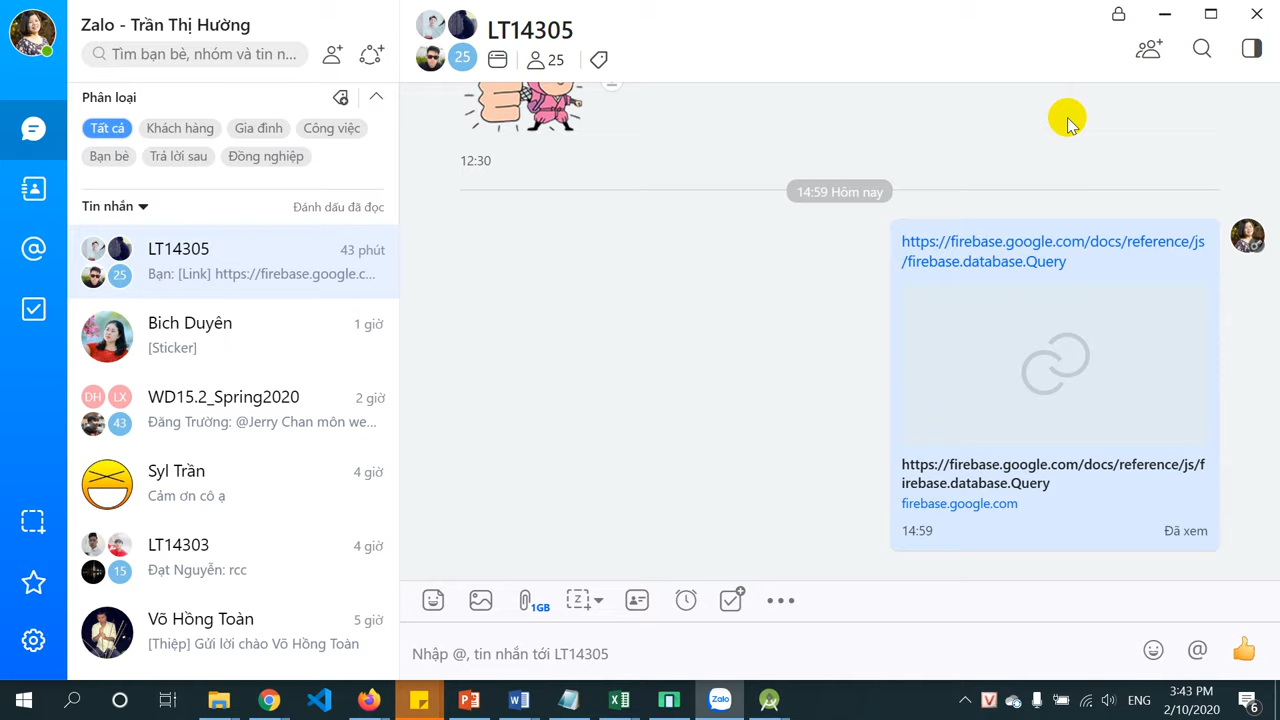 Zalo - Trần Thị Hường
Tìm bạn bè, nhóm và tin n...
Phân loại
Tất cả
Khách hàng
Gia đình
Công việc
Bạn bè
Trả lời sau
Đồng nghiệp
Tin nhắn
Đánh dấu đã đọc
LT14305
43 phút
25
Bạn: [Link] https://firebase.google.c...
Bich Duyên
1 giờ
[Sticker]
DH
LX
WD15.2_Spring2020
2 giờ
43
Đăng Trường: @Jerry Chan môn we...
Syl Trần
4 giờ
Cảm ơn cô ạ
LT14303
4 giờ
15
Đạt Nguyễn: rcc
Võ Hồng Toàn
5 giờ
[Thiệp] Gửi lời chào Võ Hồng Toàn
25
LT14305
25
12:30
14:59 Hôm nay
https://firebase.google.com/docs/reference/js
/firebase.database.Query
https://firebase.google.com/docs/reference/js/f
irebase.database.Query
firebase.google.com
14:59
Đã xem
1GB
Z
Nhập @, tin nhắn tới LT14305
Zalo
V
ENG
3:43 PM
2/10/2020
6